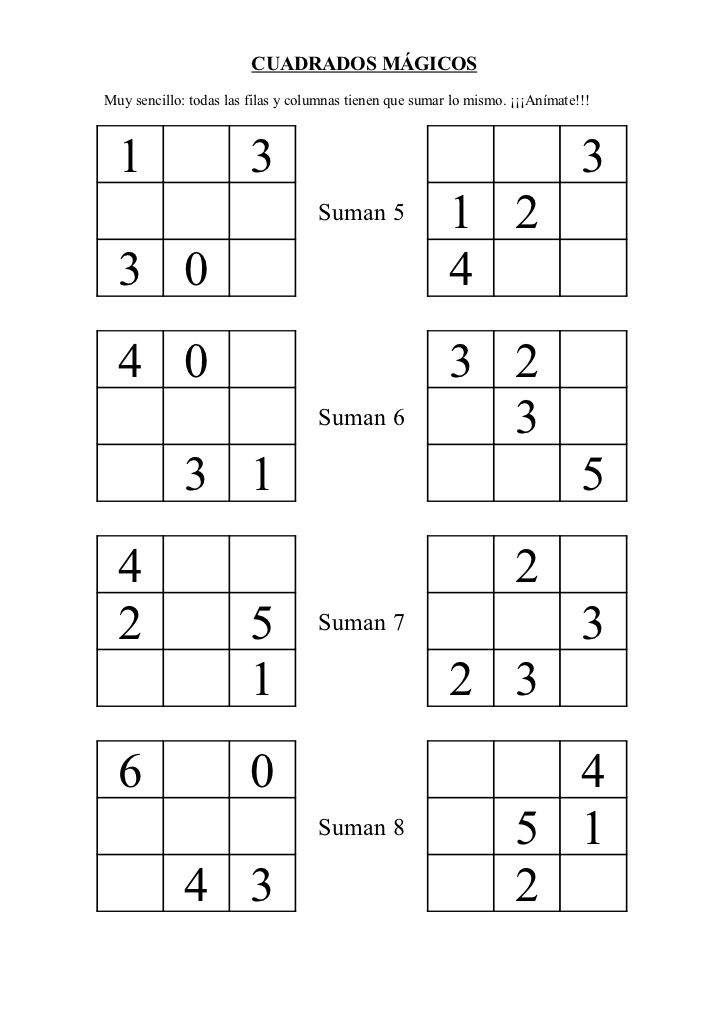 CUADRADOS MÁGICOS
Muy sencillo: todas las filas y columnas tienen que sumar lo mismo. ¡¡¡Anímate!!!
1 3 3
Suman 5 1 2
3 0 4
4 0 3 2
Suman 6 3
3 1 5
4 2
2 5 Suman 7 3
1 2 3
6 0 4
Suman 8 5 1
4 3 2